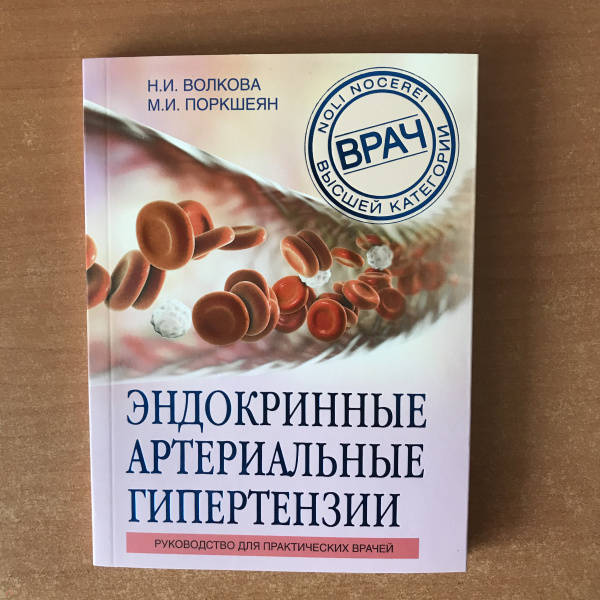 Н.И. ВОЛКОВА
М.И. ПОРКШЕЯН
NOLI NOCERE!
ВРАЧ
ВЫСШЕЙ КАТЕГОРИИ
ЭНДОКРИННЫЕ
АРТЕРИАЛЬНЫЕ
ГИПЕРТЕНЗИИ
РУКОВОДСТВО ДЛЯ ПРАКТИЧЕСКИХ ВРАЧЕЙ